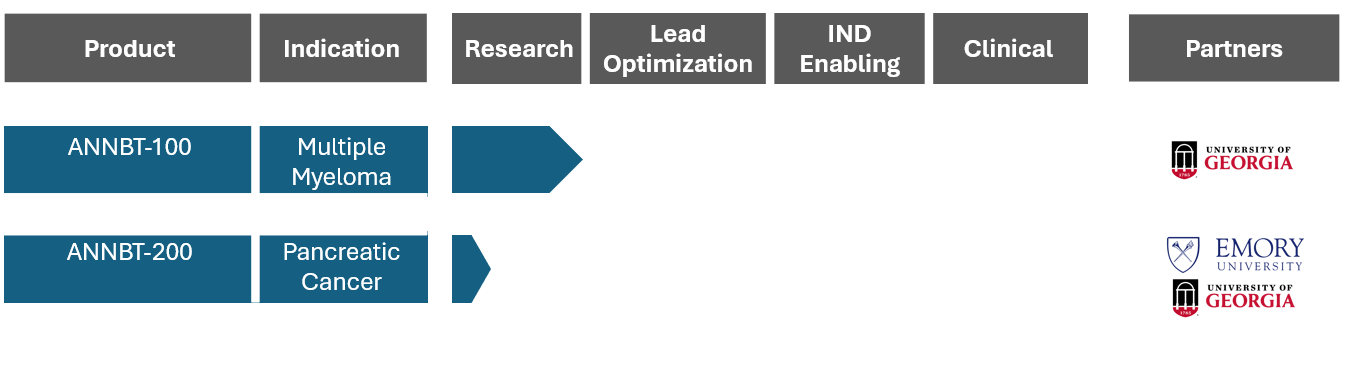 Product
Indication
Research
Lead
Optimization
IND
Enabling
Clinical
Partners
ANNBT-100
Multiple
Myeloma
UNIVERSITY OF
GEORGIA
1785
ANNBT-200
Pancreatic
Cancer
EMORY
UNIVERSITY
UNIVERSITY OF
GEORGIA
1785